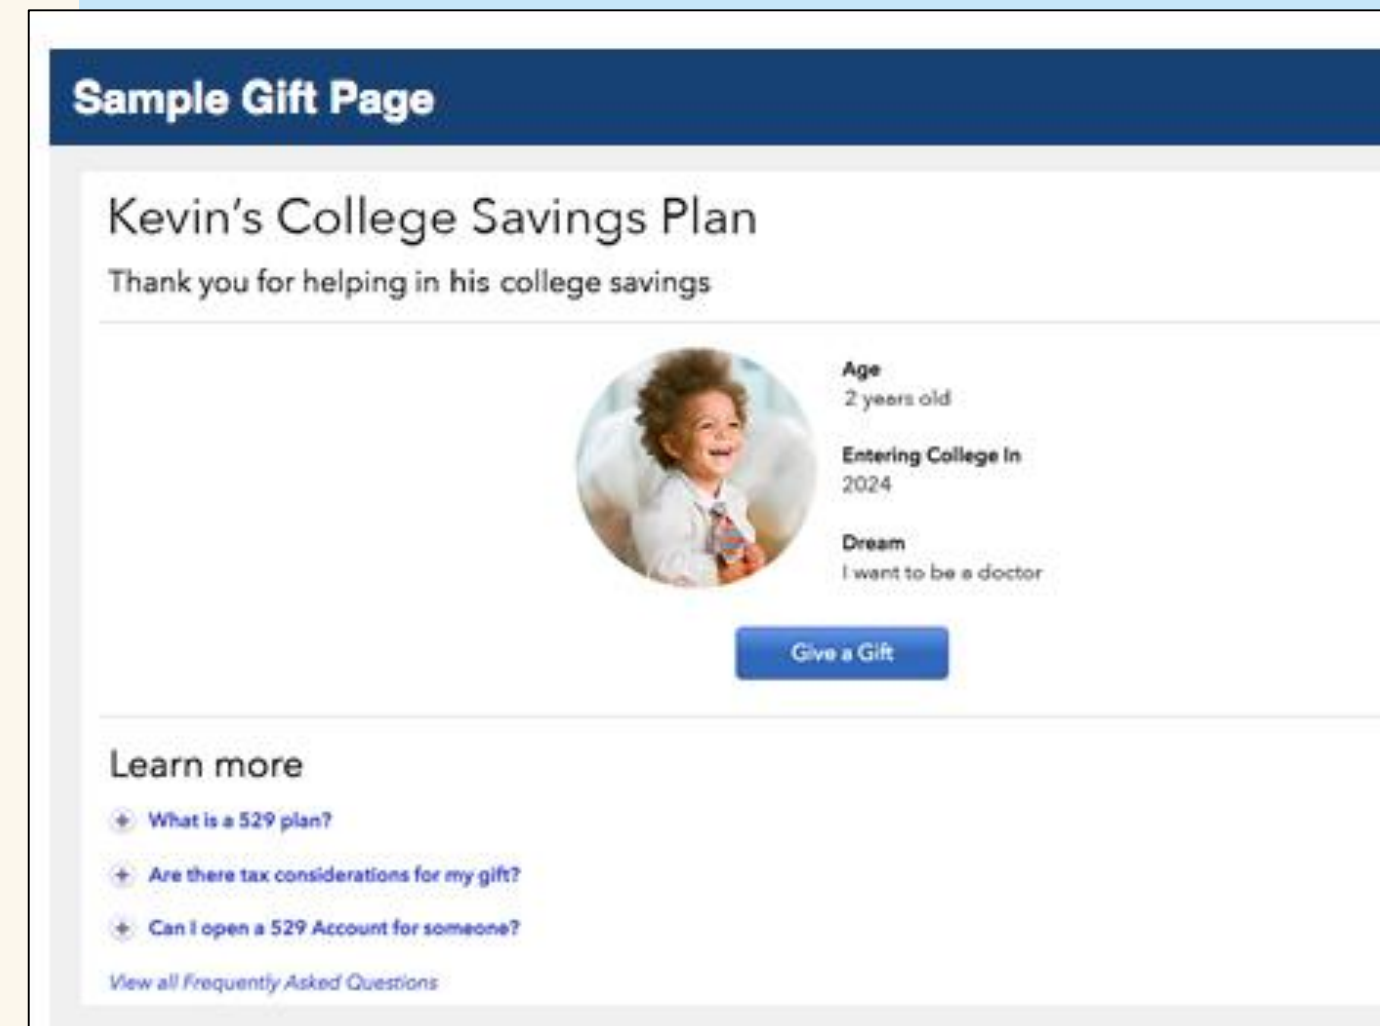 Sample Gift Page
Kevin's College Savings Plan
Thank you for helping in his college savings
Age
2 years old
Entering College In
2024
Dream
I want to be a doctor
Give a Gift
Learn more
What is a 529 plan?
Are there tax considerations for my gift?
Can I open a 529 Account for someone?
View all Frequently Asked Questions